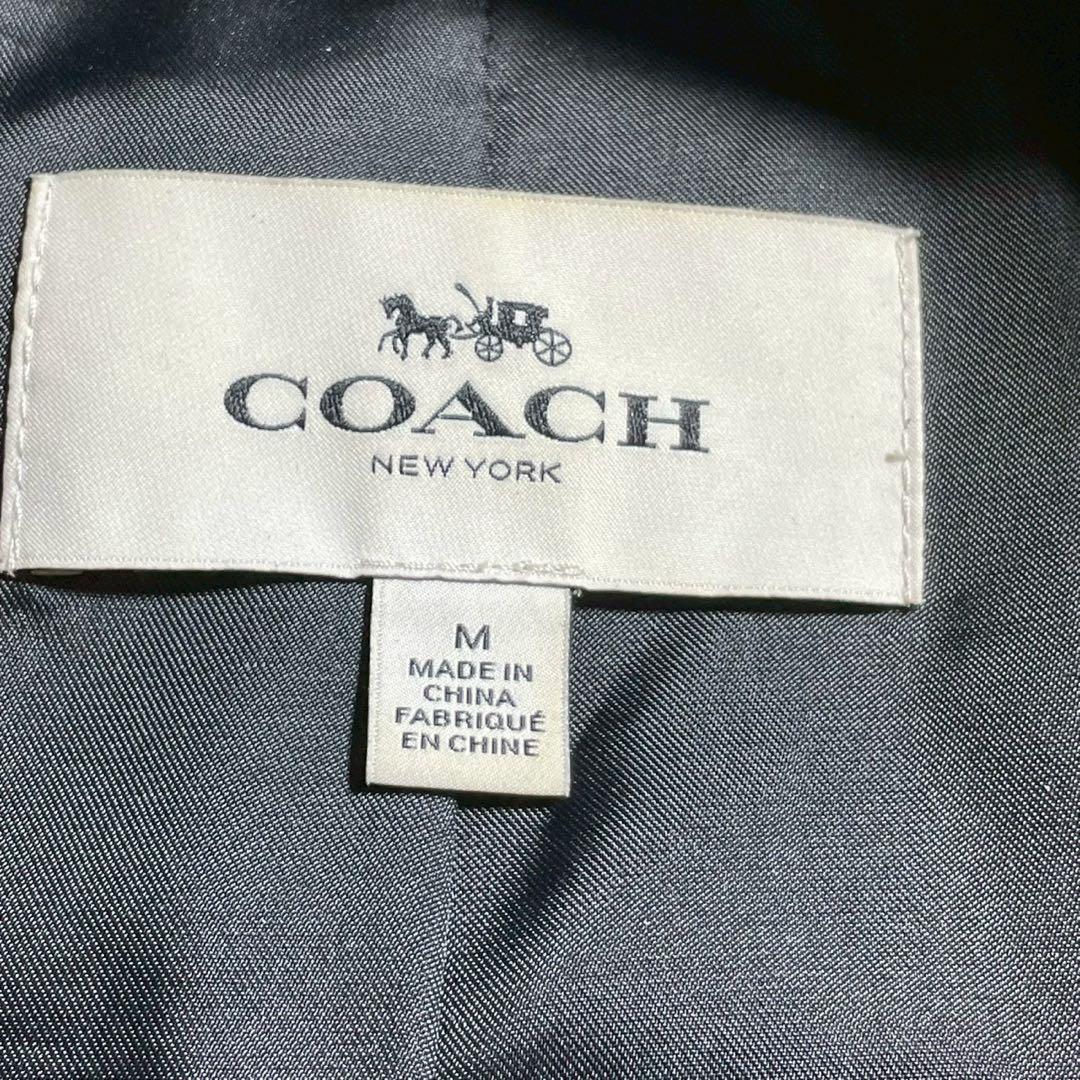 COACH
NEW YORK
M
MADE IN
CHINA
FABRIQUÉ
EN CHINE